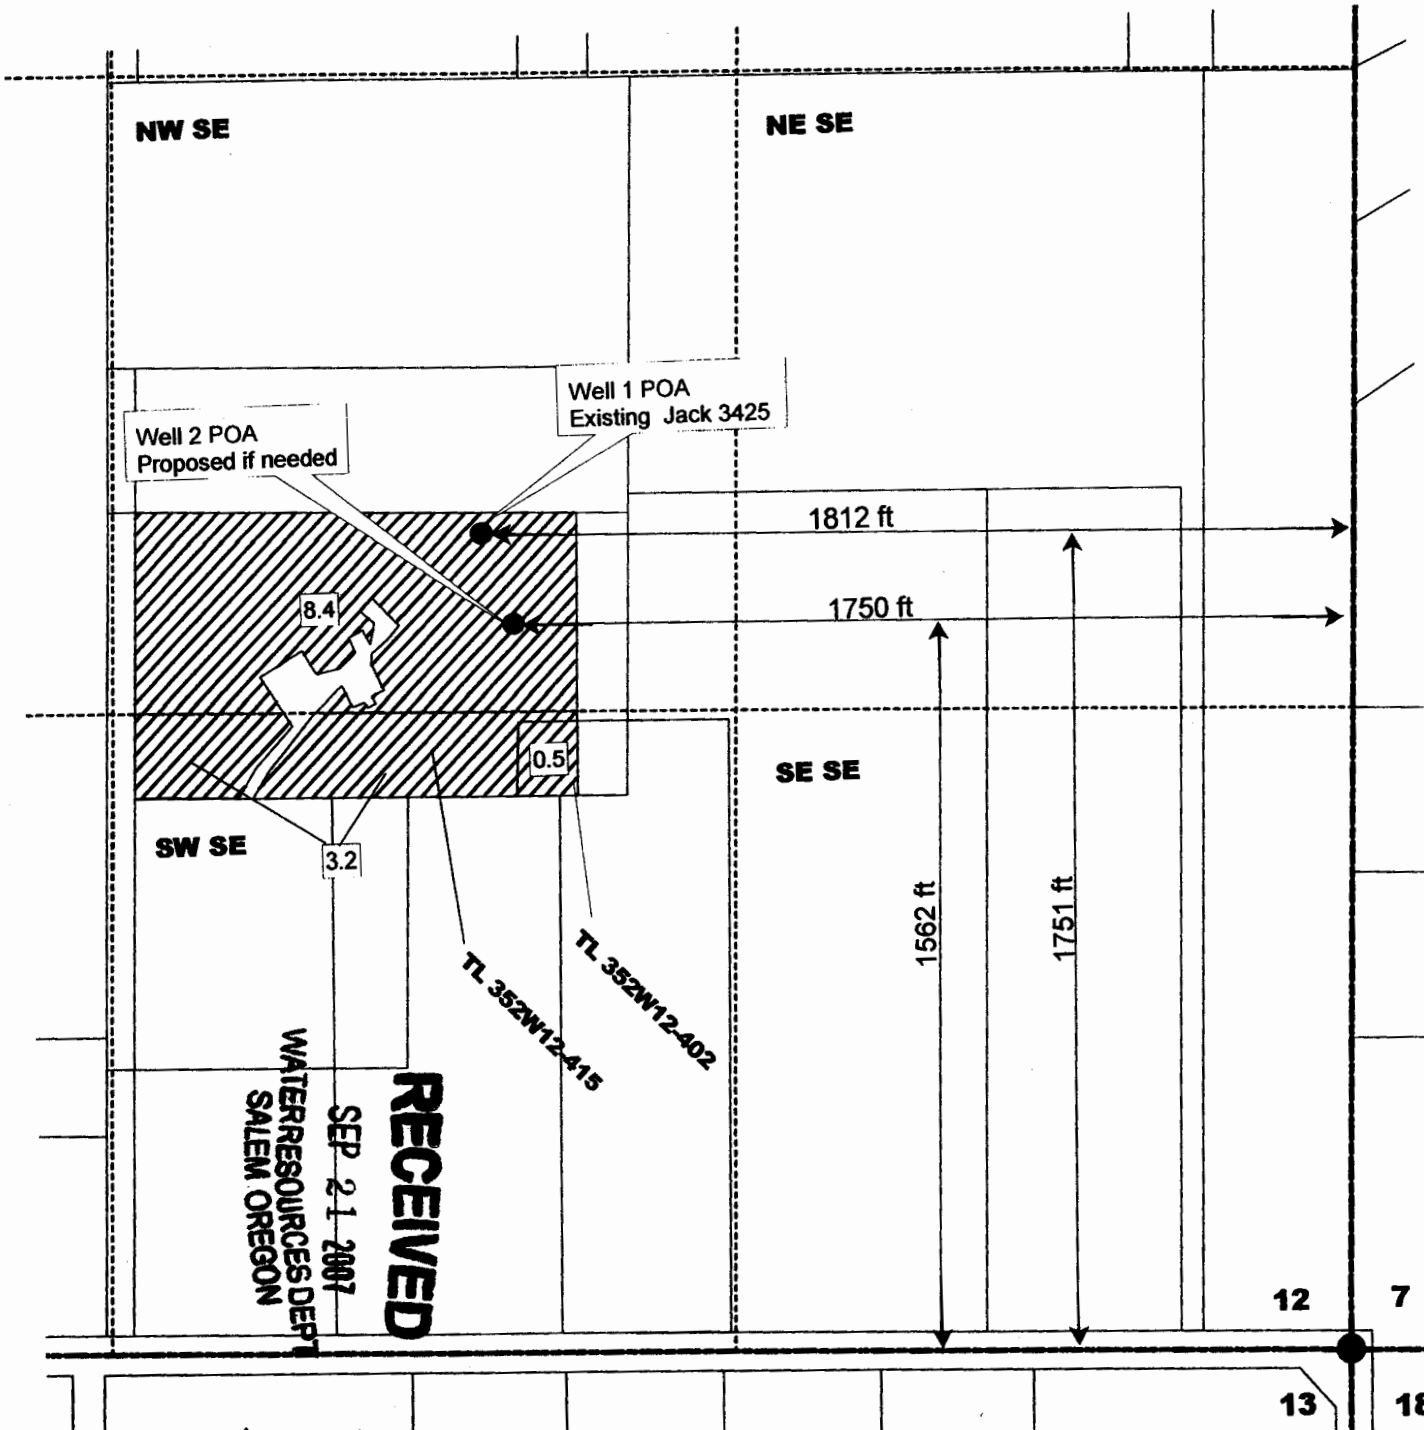 NW SE
NE SE
Well 1 POA
Existing Jack 3425
Well 2 POA
Proposed if needed
1812 ft
8.4
1750 ft
0.5
SE SE
SW SE
3.2
1562 ft
1751 ft
TL 352W12-415
TL 352W12-402
RECEIVED
SEP 21 2007
WATER RESOURCES DEPT
SALEM OREGON
12
7
13
18